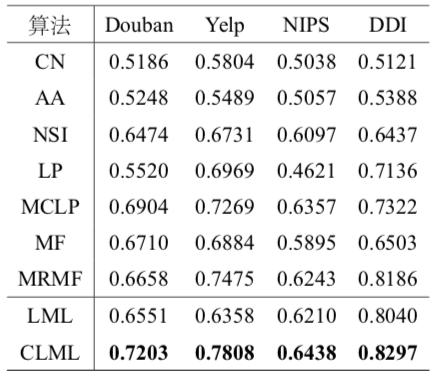 算法 Douban Yelp NIPS DDI
CN 0.5186 0.5804 0.5038 0.5121
AA 0.5248 0.5489 0.5057 0.5388
NSI 0.6474 0.6731 0.6097 0.6437
LP 0.5520 0.6969 0.4621 0.7136
MCLP 0.6904 0.7269 0.6357 0.7322
MF 0.6710 0.6884 0.5895 0.6503
MRMF 0.6658 0.7475 0.6243 0.8186
LML 0.6551 0.6358 0.6210 0.8040
CLML 0.7203 0.7808 0.6438 0.8297